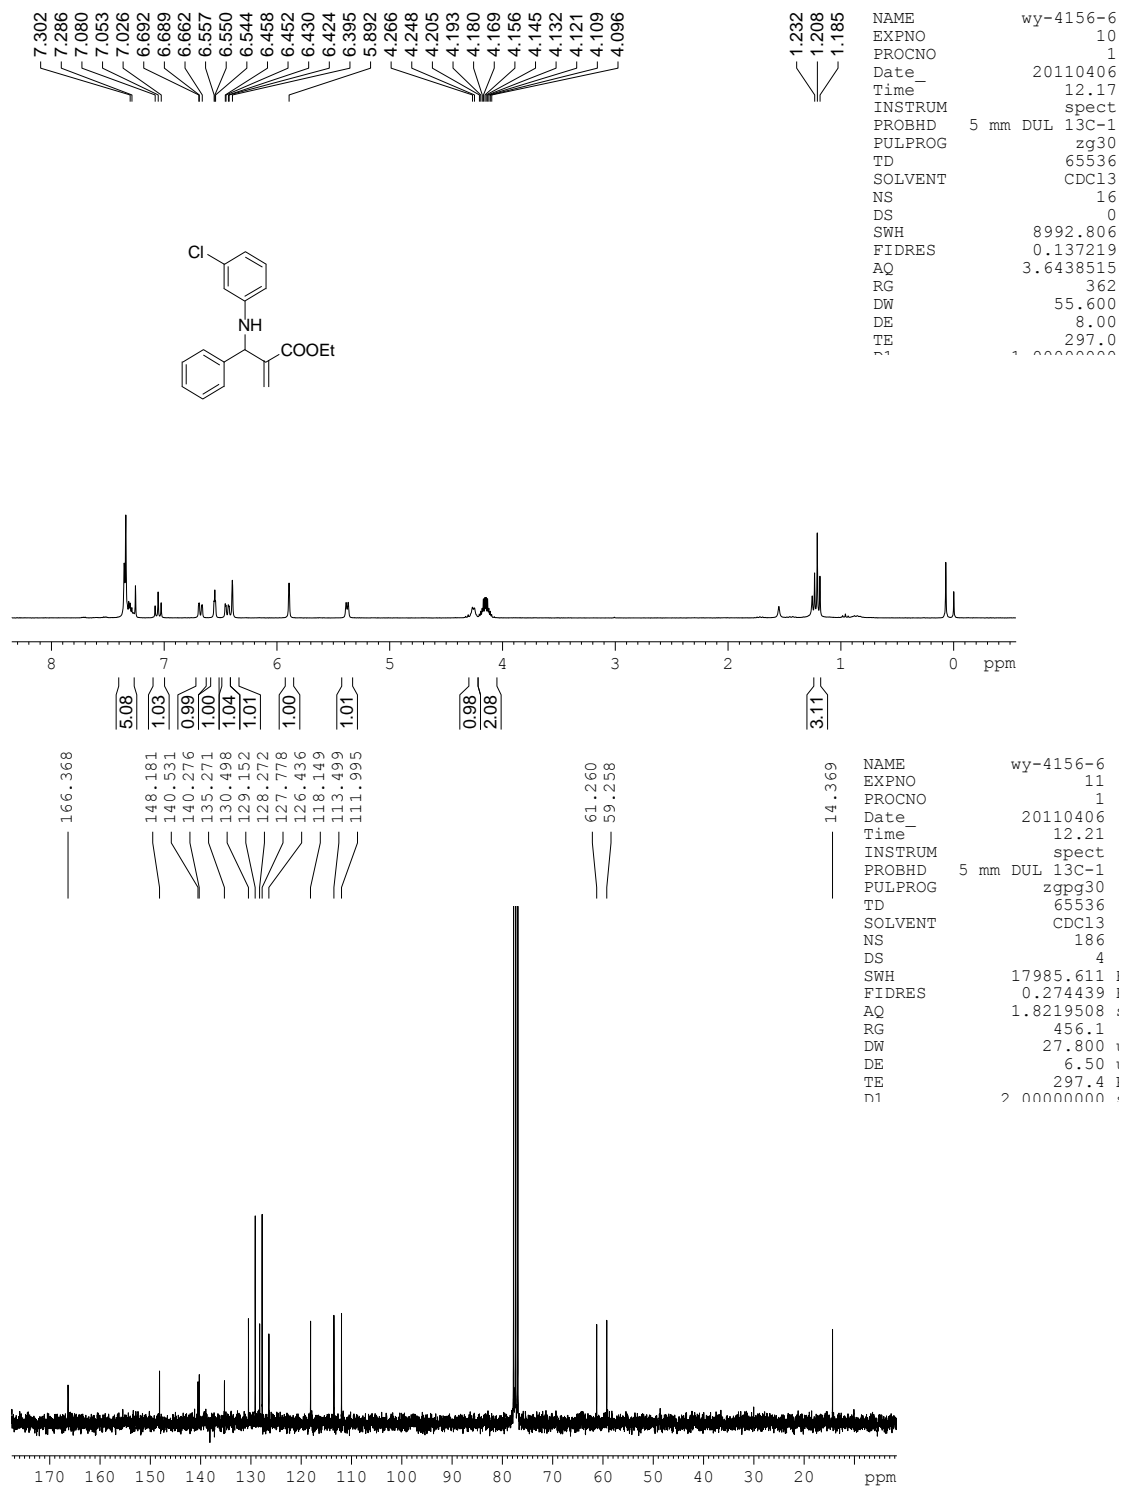 7.302
7.286
7.080
7.053
7.026
6.692
6.689
6.662
6.557
6.550
6.544
6.458
6.452
6.430
6.424
6.395
5.892
4.266
4.248
4.205
4.193
4.180
4.169
4.156
4.145
4.132
4.121
4.109
4.096
1.232
1.208
1.185
NAME wy-4156-6
EXPNO 10
PROCNO 1
Date_ 20110406
Time 12.17
INSTRUM spect
PROBHD 5 mm DUL 13C-1
PULPROG zg30
TD 65536
SOLVENT CDCl3
NS 16
DS 0
SWH 8992.806
FIDRES 0.137219
AQ 3.6438515
RG 362
DW 55.600
DE 8.00
TE 297.0
D1 1.00000000
Cl
NH
COOEt
8 7 6 5 4 3 2 1 0 ppm
5.08
1.03
0.99
1.00
1.04
1.01
1.00
1.01
0.98
2.08
3.11
166.368
148.181
140.531
140.276
135.271
130.498
129.152
128.272
127.778
126.436
118.149
113.499
111.995
61.260
59.258
14.369
NAME wy-4156-6
EXPNO 11
PROCNO 1
Date_ 20110406
Time 12.21
INSTRUM spect
PROBHD 5 mm DUL 13C-1
PULPROG zgpg30
TD 65536
SOLVENT CDCl3
NS 186
DS 4
SWH 17985.611
FIDRES 0.274439
AQ 1.8219508
RG 456.1
DW 27.800
DE 6.50
TE 297.4
D1 2.00000000
170 160 150 140 130 120 110 100 90 80 70 60 50 40 30 20 ppm